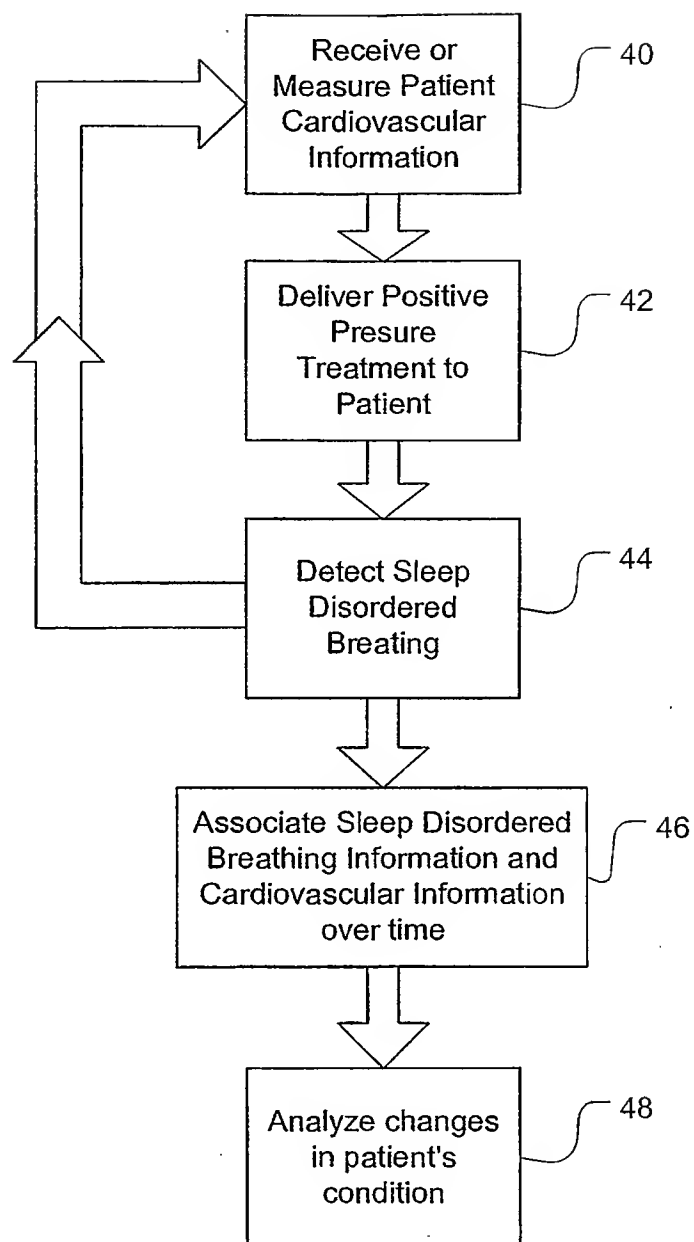 Receive or
Measure Patient
Cardiovascular
Information
40
Deliver Positive
Presure
Treatment to
Patient
42
Detect Sleep
Disordered
Breating
44
Associate Sleep Disordered
Breathing Information and
Cardiovascular Information
over time
46
Analyze changes
in patient's
condition
48